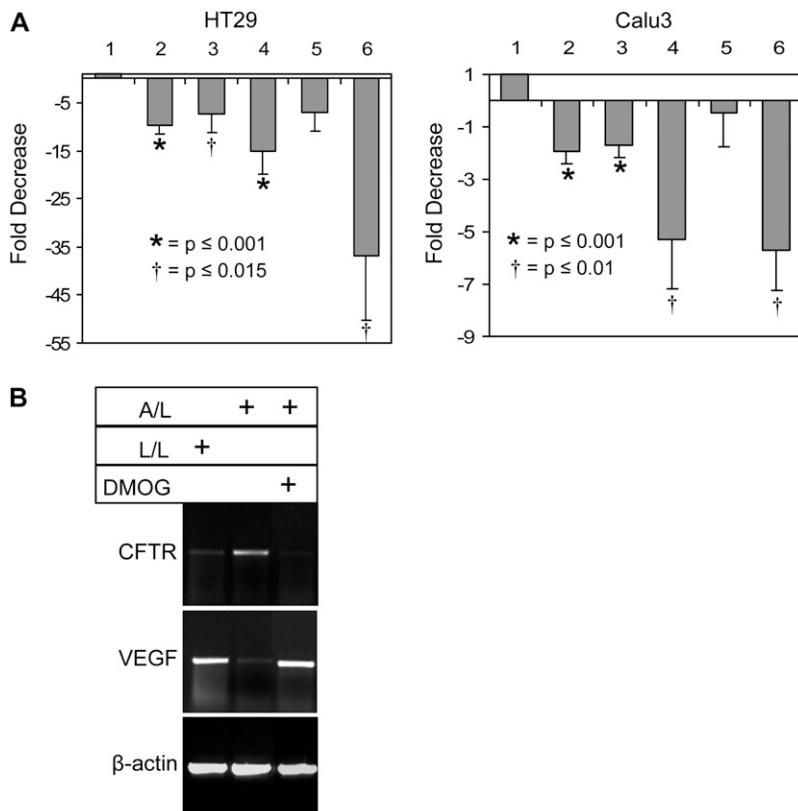 A
HT29
1 2 3 4 5 6
Fold Decrease
-5
-15
-25
-35
-45
-55
*
†
*
†
* = p ≤ 0.001
† = p ≤ 0.015
Calu3
1 2 3 4 5 6
Fold Decrease
1
-1
-3
-5
-7
-9
*
*
†
†
* = p ≤ 0.001
† = p ≤ 0.01
B
A/L + +
L/L +
DMOG +
CFTR
VEGF
β-actin